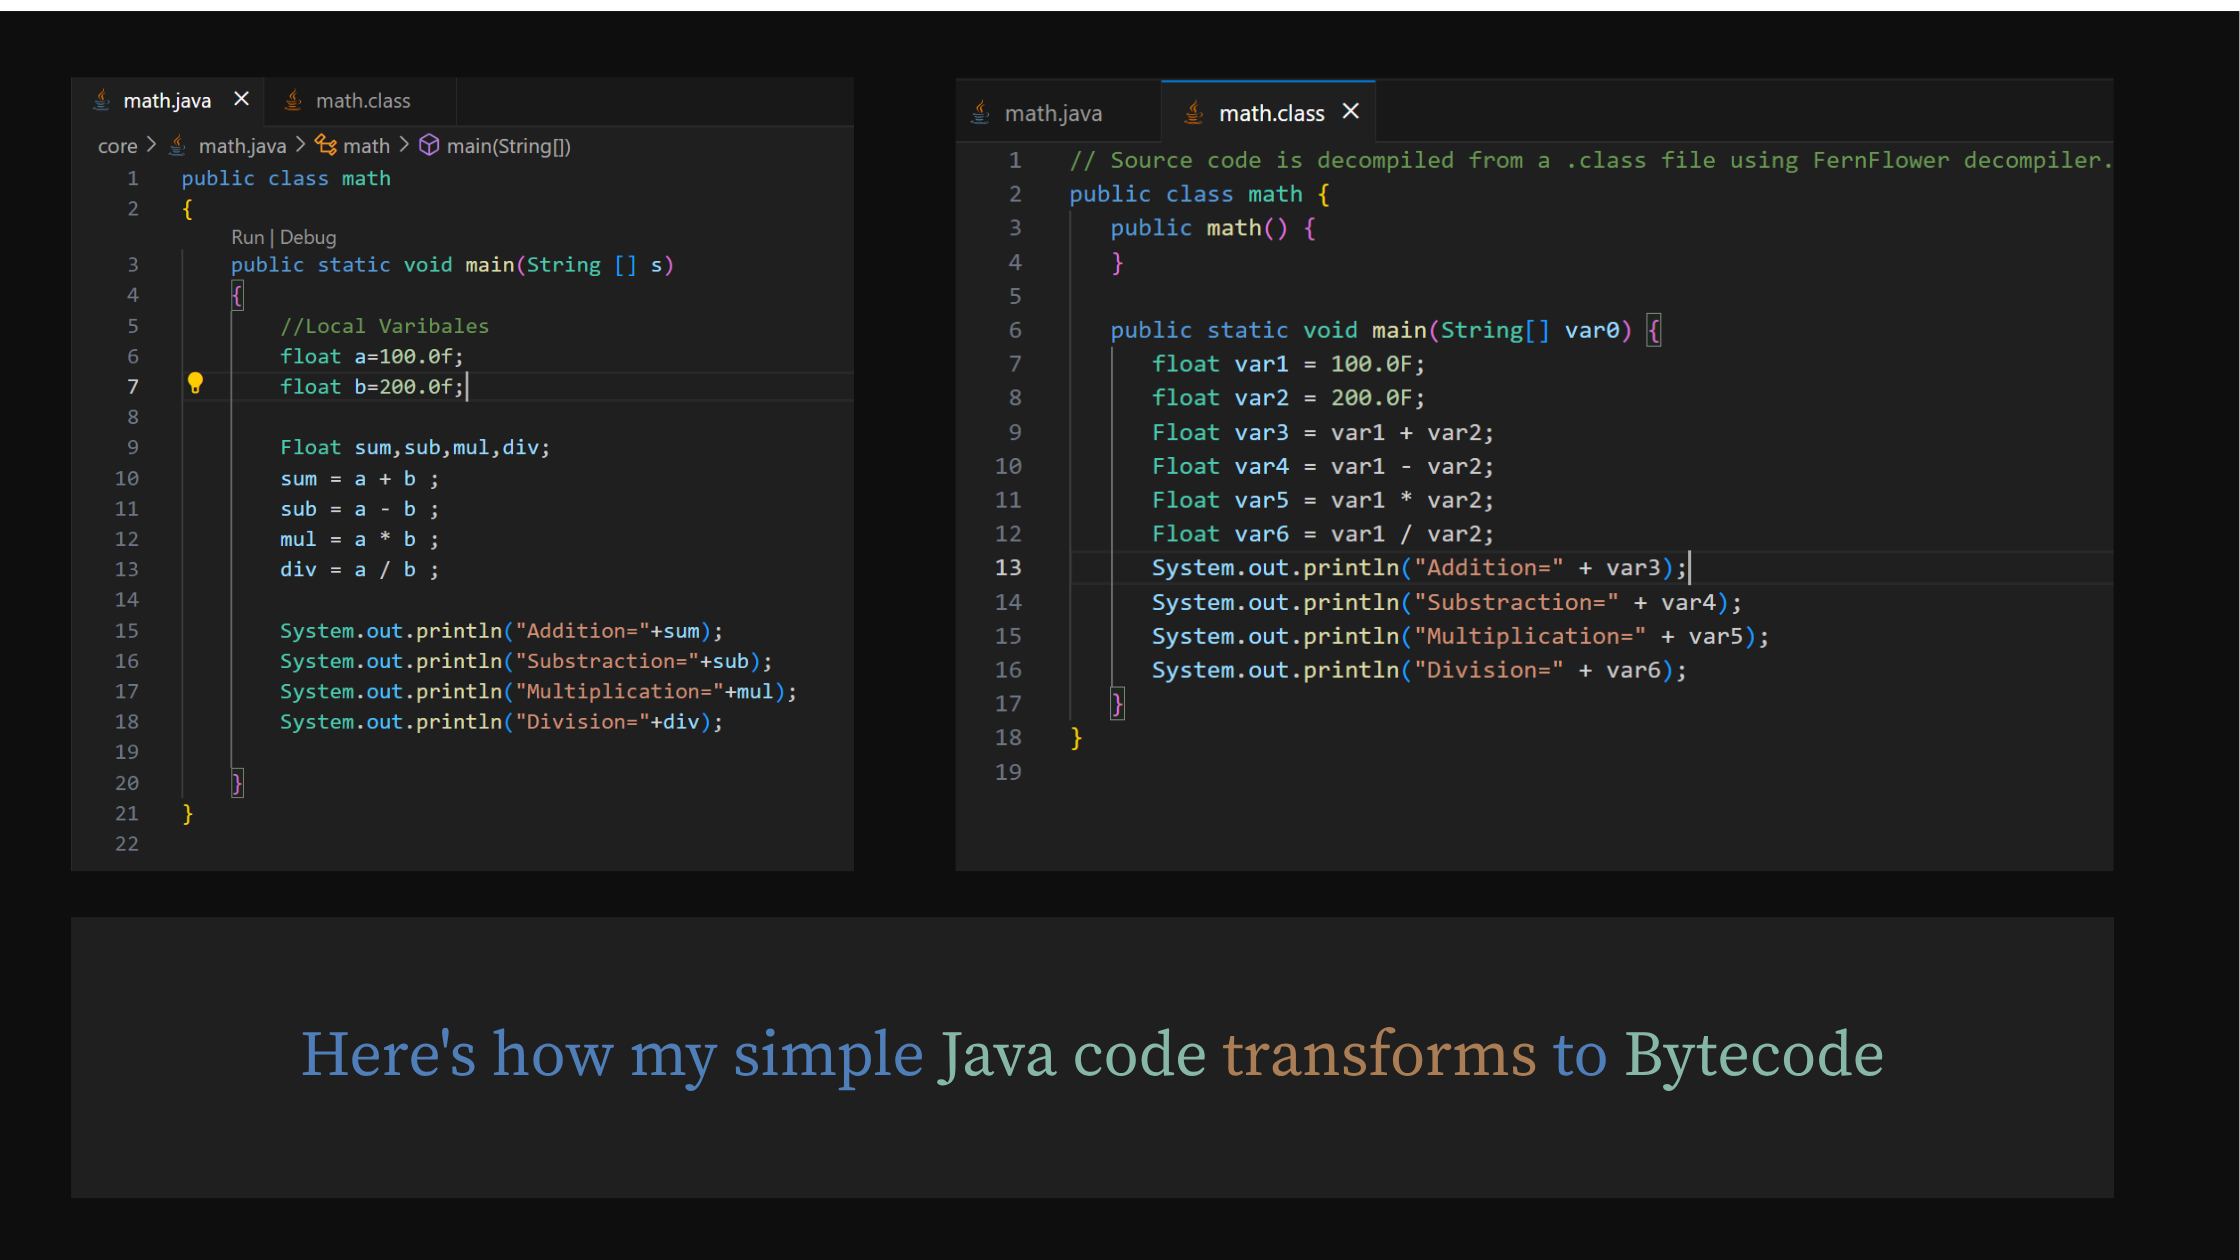 math.java
math.class
core > math.java > math > main(String[])
1 public class math
2 {
Run | Debug
3 public static void main(String [] s)
4 {
5 //Local Varibales
6 float a=100.0f;
7 float b=200.0f;
8
9 Float sum,sub,mul,div;
10 sum = a + b ;
11 sub = a - b ;
12 mul = a * b ;
13 div = a / b ;
14
15 System.out.println("Addition="+sum);
16 System.out.println("Substraction="+sub);
17 System.out.println("Multiplication="+mul);
18 System.out.println("Division="+div);
19
20 }
21 }
22
math.java
math.class
1 // Source code is decompiled from a .class file using FernFlower decompiler.
2 public class math {
3 public math() {
4 }
5
6 public static void main(String[] var0) {
7 float var1 = 100.0F;
8 float var2 = 200.0F;
9 Float var3 = var1 + var2;
10 Float var4 = var1 - var2;
11 Float var5 = var1 * var2;
12 Float var6 = var1 / var2;
13 System.out.println("Addition=" + var3);
14 System.out.println("Substraction=" + var4);
15 System.out.println("Multiplication=" + var5);
16 System.out.println("Division=" + var6);
17 }
18 }
19
Here's how my simple Java code transforms to Bytecode